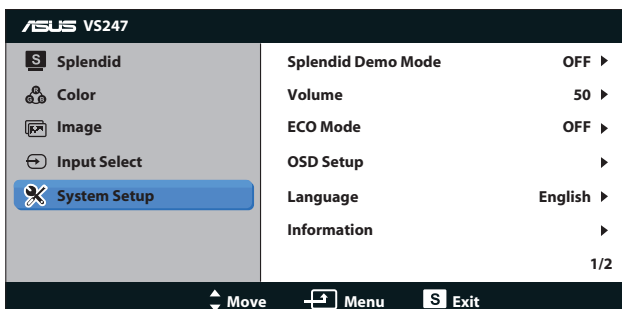 ASUS VS247
S Splendid
Color
Image
Input Select
System Setup
Splendid Demo Mode OFF
Volume 50
ECO Mode OFF
OSD Setup
Language English
Information
1/2
Move Menu S Exit